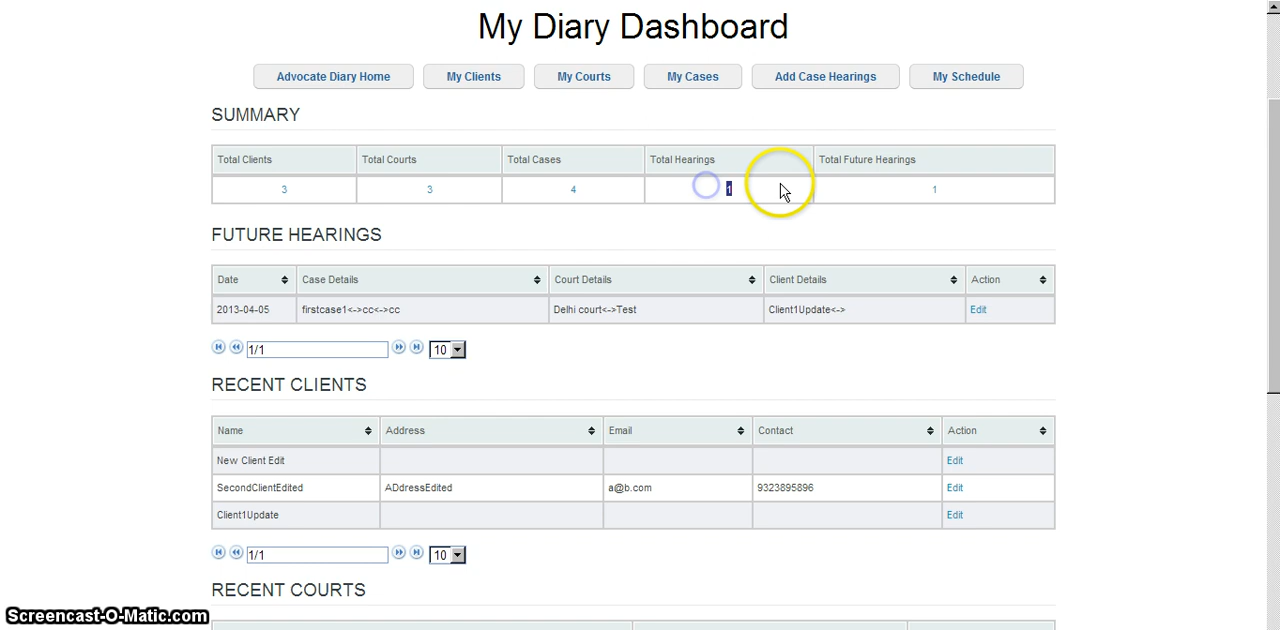 My Diary Dashboard
Advocate Diary Home My Clients My Courts My Cases Add Case Hearings My Schedule
SUMMARY
Total Clients Total Courts Total Cases Total Hearings Total Future Hearings
3 3 4 1 1
FUTURE HEARINGS
Date Case Details Court Details Client Details Action
2013-04-05 firstcase1<->cc<->cc Delhi court<->Test Client1Update<-> Edit
1/1 10
RECENT CLIENTS
Name Address Email Contact Action
New Client Edit Edit
SecondClientEdited ADdressEdited a@b.com 9323895896 Edit
Client1Update Edit
1/1 10
RECENT COURTS
Screencast-O-Matic.com